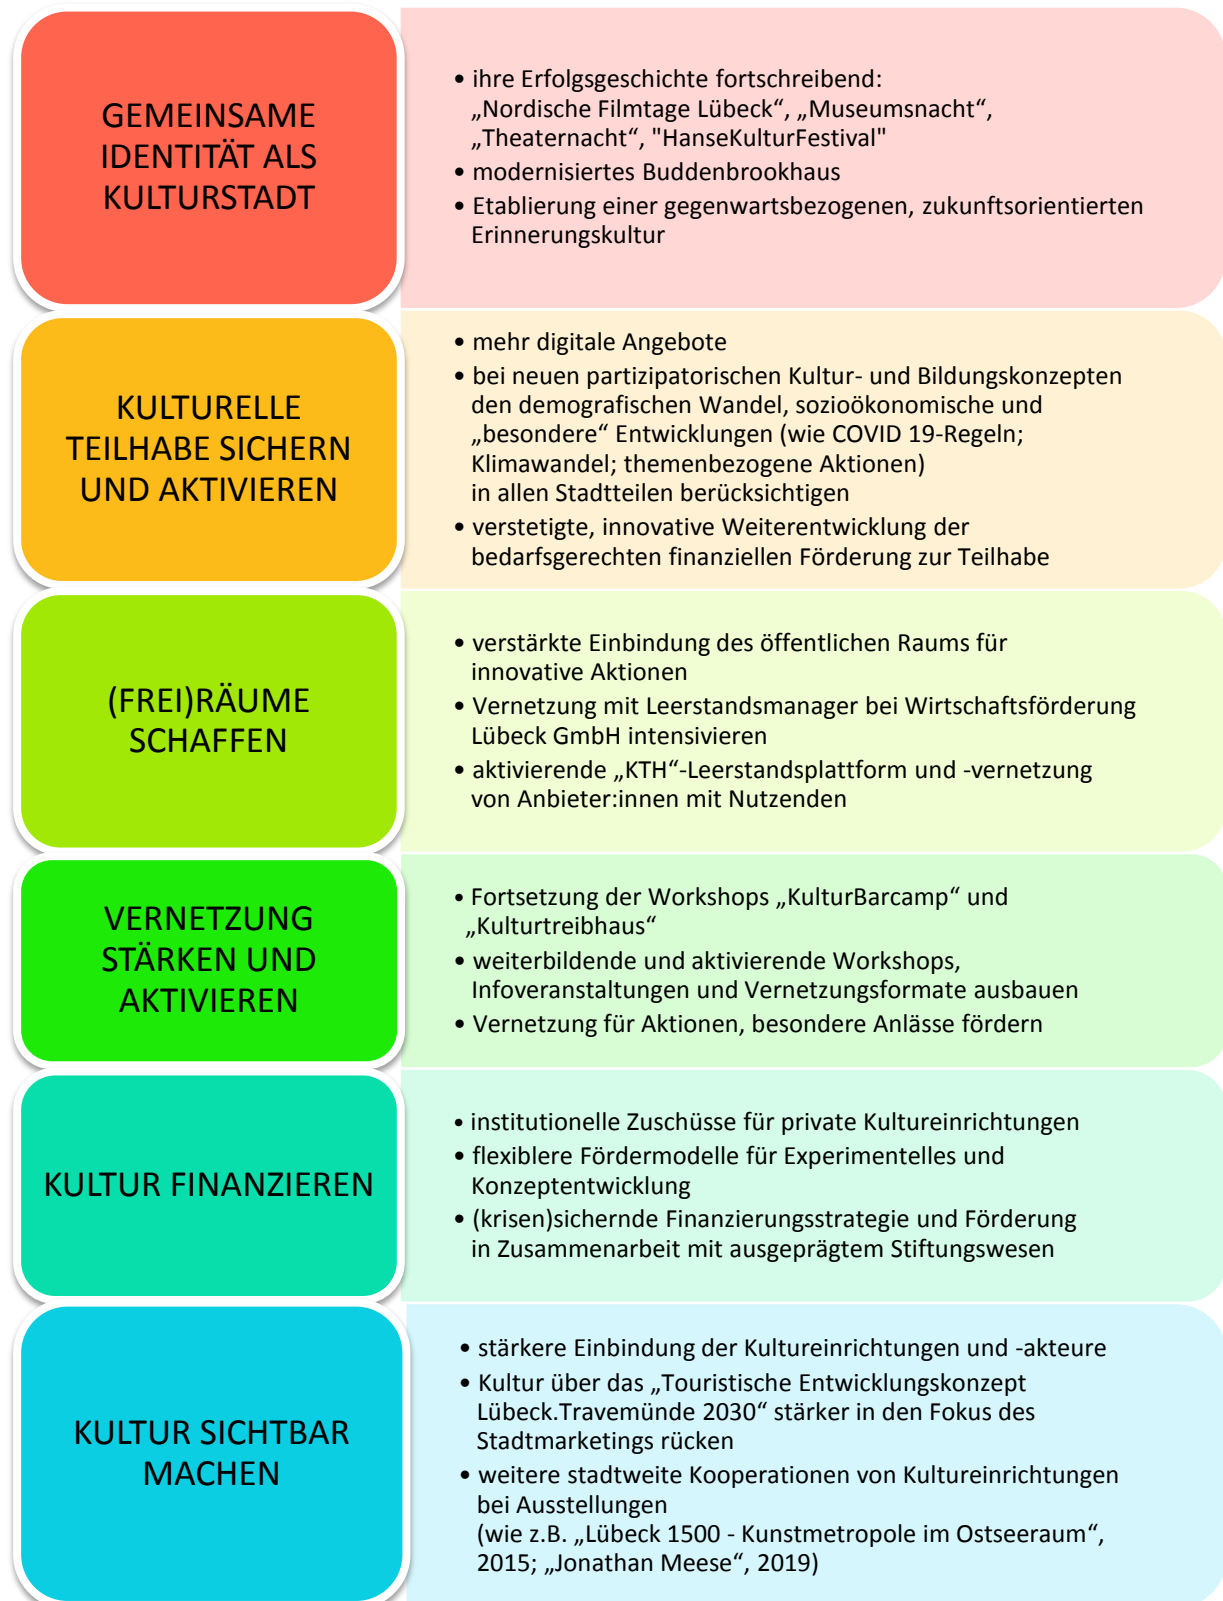 GEMEINSAME
IDENTITÄT ALS
KULTURSTADT
• ihre Erfolgsgeschichte fortschreibend:
„Nordische Filmtage Lübeck“, „Museumsnacht“,
„Theaternacht“, "HanseKulturFestival"
• modernisiertes Buddenbrookhaus
• Etablierung einer gegenwartsbezogenen, zukunftsorientierten
Erinnerungskultur
KULTURELLE
TEILHABE SICHERN
UND AKTIVIEREN
• mehr digitale Angebote
• bei neuen partizipatorischen Kultur- und Bildungskonzepten
den demografischen Wandel, sozioökonomische und
„besondere“ Entwicklungen (wie COVID 19-Regeln;
Klimawandel; themenbezogene Aktionen)
in allen Stadtteilen berücksichtigen
• verstetigte, innovative Weiterentwicklung der
bedarfsgerechten finanziellen Förderung zur Teilhabe
(FREI)RÄUME
SCHAFFEN
• verstärkte Einbindung des öffentlichen Raums für
innovative Aktionen
• Vernetzung mit Leerstandsmanager bei Wirtschaftsförderung
Lübeck GmbH intensivieren
• aktivierende „KTH“-Leerstandsplattform und -vernetzung
von Anbieter:innen mit Nutzenden
VERNETZUNG
STÄRKEN UND
AKTIVIEREN
• Fortsetzung der Workshops „KulturBarcamp“ und
„Kulturtreibhaus“
• weiterbildende und aktivierende Workshops,
Infoveranstaltungen und Vernetzungsformate ausbauen
• Vernetzung für Aktionen, besondere Anlässe fördern
KULTUR FINANZIEREN
• institutionelle Zuschüsse für private Kultureinrichtungen
• flexiblere Fördermodelle für Experimentelles und
Konzeptentwicklung
• (krisen)sichernde Finanzierungsstrategie und Förderung
in Zusammenarbeit mit ausgeprägtem Stiftungswesen
KULTUR SICHTBAR
MACHEN
• stärkere Einbindung der Kultureinrichtungen und -akteure
• Kultur über das „Touristische Entwicklungskonzept
Lübeck.Travemünde 2030“ stärker in den Fokus des
Stadtmarketings rücken
• weitere stadtweite Kooperationen von Kultureinrichtungen
bei Ausstellungen
(wie z.B. „Lübeck 1500 - Kunstmetropole im Ostseeraum“,
2015; „Jonathan Meese“, 2019)